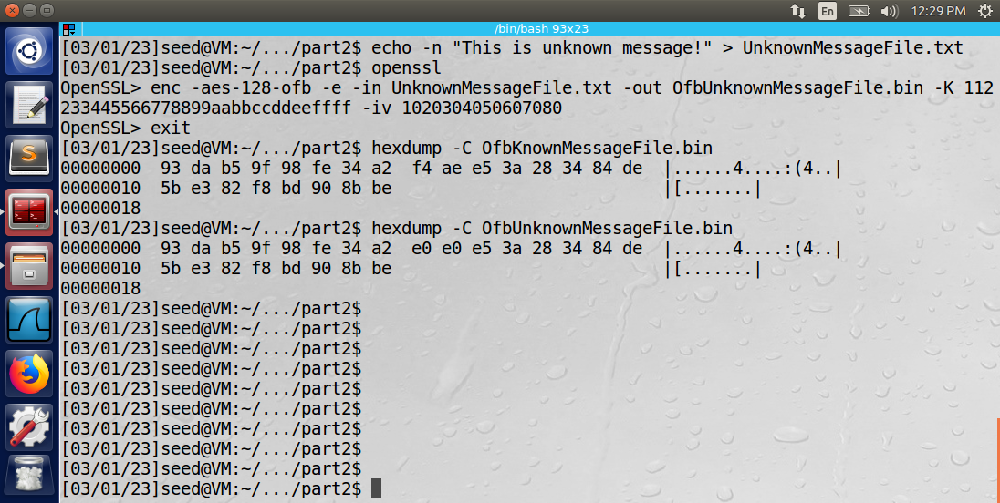 En
12:29 PM
/bin/bash 93x23
[03/01/23]seed@VM:~/.../part2$ echo -n "This is unknown message!" > UnknownMessageFile.txt
[03/01/23]seed@VM:~/.../part2$ openssl
OpenSSL> enc -aes-128-ofb -e -in UnknownMessageFile.txt -out OfbUnknownMessageFile.bin -K 112
233445566778899aabbccddeeffff -iv 1020304050607080
OpenSSL> exit
[03/01/23]seed@VM:~/.../part2$ hexdump -C OfbKnownMessageFile.bin
00000000  93 da b5 9f 98 fe 34 a2  f4 ae e5 3a 28 34 84 de  |......4....:(4..|
00000010  5b e3 82 f8 bd 90 8b be                           |[.......|
00000018
[03/01/23]seed@VM:~/.../part2$ hexdump -C OfbUnknownMessageFile.bin
00000000  93 da b5 9f 98 fe 34 a2  e0 e0 e5 3a 28 34 84 de  |......4....:(4..|
00000010  5b e3 82 f8 bd 90 8b be                           |[.......|
00000018
[03/01/23]seed@VM:~/.../part2$
[03/01/23]seed@VM:~/.../part2$
[03/01/23]seed@VM:~/.../part2$
[03/01/23]seed@VM:~/.../part2$
[03/01/23]seed@VM:~/.../part2$
[03/01/23]seed@VM:~/.../part2$
[03/01/23]seed@VM:~/.../part2$
[03/01/23]seed@VM:~/.../part2$
[03/01/23]seed@VM:~/.../part2$
[03/01/23]seed@VM:~/.../part2$